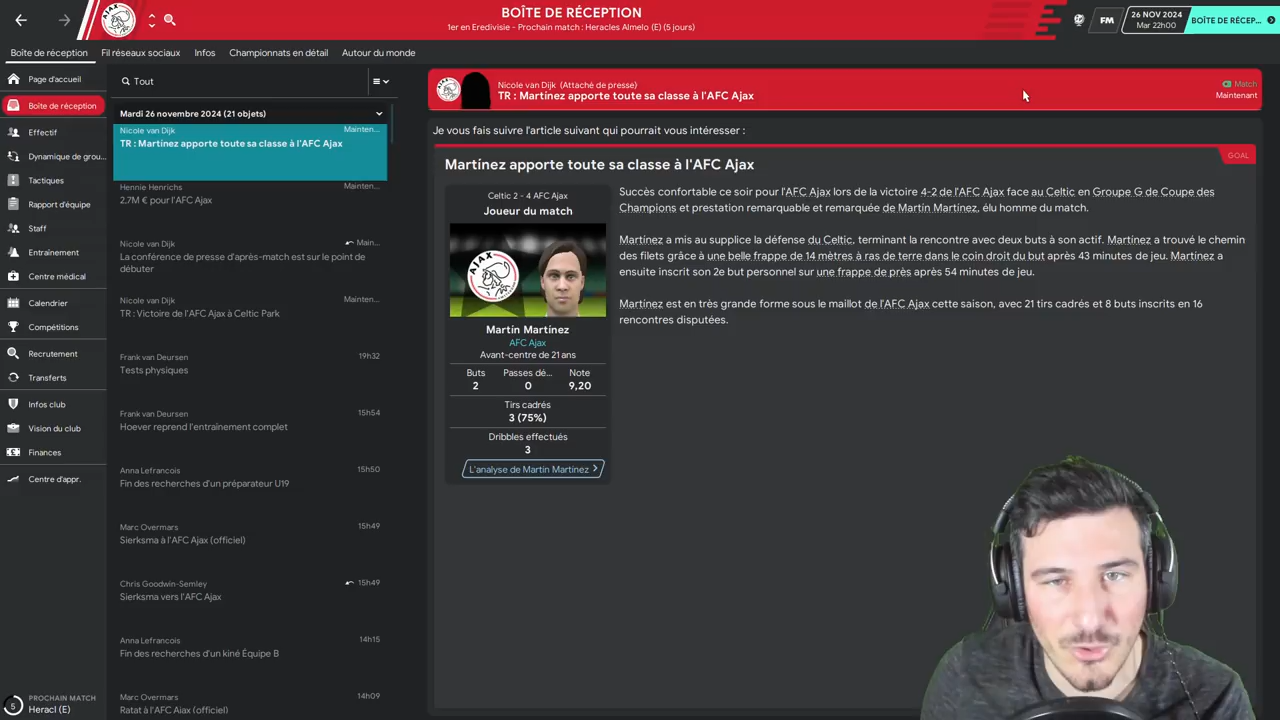 BOÎTE DE RÉCEPTION
1er en Eredivisie - Prochain match : Heracles Almelo (E) (5 jours)
FM
26 NOV 2024
Mar 22h00
BOÎTE DE RÉCEP...
Boîte de réception
Fil réseaux sociaux
Infos
Championnats en détail
Autour du monde
Page d'accueil
Boîte de réception
Effectif
Dynamique de grou...
Tactiques
Rapport d'équipe
Staff
Entraînement
Centre médical
Calendrier
Compétitions
Recrutement
Transferts
Infos club
Vision du club
Finances
Centre d'appr.
5
PROCHAIN MATCH
Heracl (E)
Tout
Mardi 26 novembre 2024 (21 objets)
Nicole van Dijk
Mainten...
TR : Martínez apporte toute sa classe à l'AFC Ajax
Hennie Henrichs
Mainten...
2,7M € pour l'AFC Ajax
Nicole van Dijk
Main...
La conférence de presse d'après-match est sur le point de
débuter
Nicole van Dijk
Mainten...
TR : Victoire de l'AFC Ajax à Celtic Park
Frank van Deursen
19h32
Tests physiques
Frank van Deursen
15h54
Hoever reprend l'entraînement complet
Anna Lefrancois
15h50
Fin des recherches d'un préparateur U19
Marc Overmars
15h49
Sierksma à l'AFC Ajax (officiel)
Chris Goodwin-Semley
15h49
Sierksma vers l'AFC Ajax
Anna Lefrancois
14h15
Fin des recherches d'un kiné Équipe B
Marc Overmars
14h09
Ratat à l'AFC Ajax (officiel)
Nicole van Dijk (Attaché de presse)
TR : Martínez apporte toute sa classe à l'AFC Ajax
Match
Maintenant
Je vous fais suivre l'article suivant qui pourrait vous intéresser :
GOAL
Martínez apporte toute sa classe à l'AFC Ajax
Celtic 2 - 4 AFC Ajax
Joueur du match
AJAX
Martín Martínez
AFC Ajax
Avant-centre de 21 ans
Buts
Passes dé...
Note
2
0
9,20
Tirs cadrés
3 (75%)
Dribbles effectués
3
L'analyse de Martín Martínez
Succès confortable ce soir pour l'AFC Ajax lors de la victoire 4-2 de l'AFC Ajax face au Celtic en Groupe G de Coupe des
Champions et prestation remarquable et remarquée de Martín Martínez, élu homme du match.
Martínez a mis au supplice la défense du Celtic, terminant la rencontre avec deux buts à son actif. Martínez a trouvé le chemin
des filets grâce à une belle frappe de 14 mètres à ras de terre dans le coin droit du but après 43 minutes de jeu. Martínez a
ensuite inscrit son 2e but personnel sur une frappe de près après 54 minutes de jeu.
Martínez est en très grande forme sous le maillot de l'AFC Ajax cette saison, avec 21 tirs cadrés et 8 buts inscrits en 16
rencontres disputées.